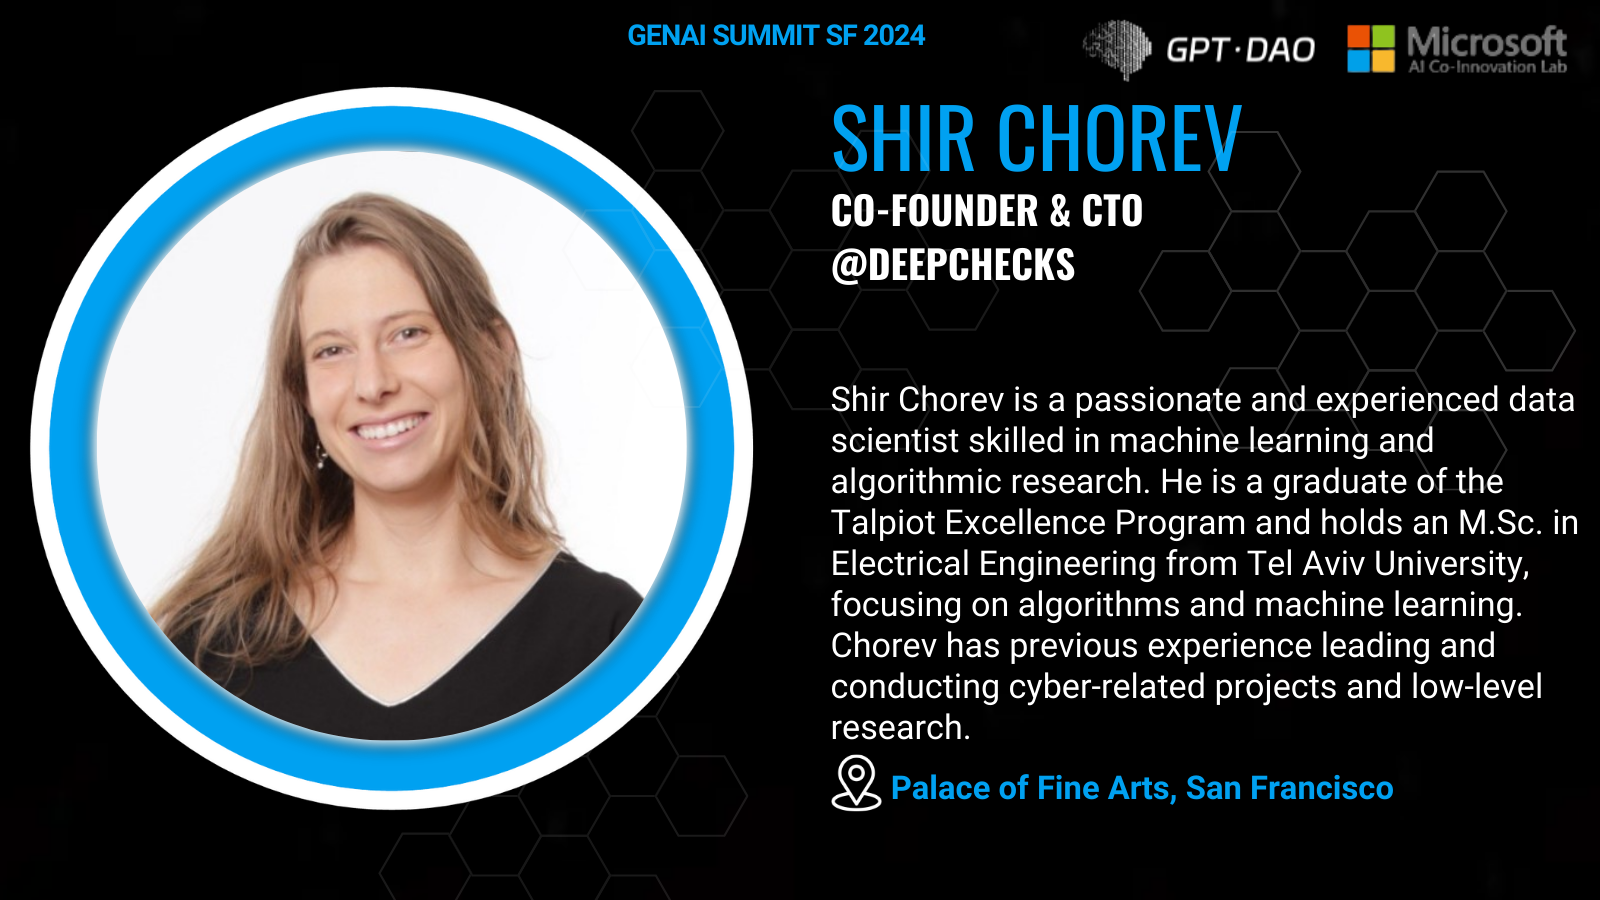 GENAI SUMMIT SF 2024
GPT·DAO
Microsoft
AI Co-Innovation Lab
SHIR CHOREV
CO-FOUNDER & CTO
@DEEPCHECKS
Shir Chorev is a passionate and experienced data
scientist skilled in machine learning and
algorithmic research. He is a graduate of the
Talpiot Excellence Program and holds an M.Sc. in
Electrical Engineering from Tel Aviv University,
focusing on algorithms and machine learning.
Chorev has previous experience leading and
conducting cyber-related projects and low-level
research.
Palace of Fine Arts, San Francisco